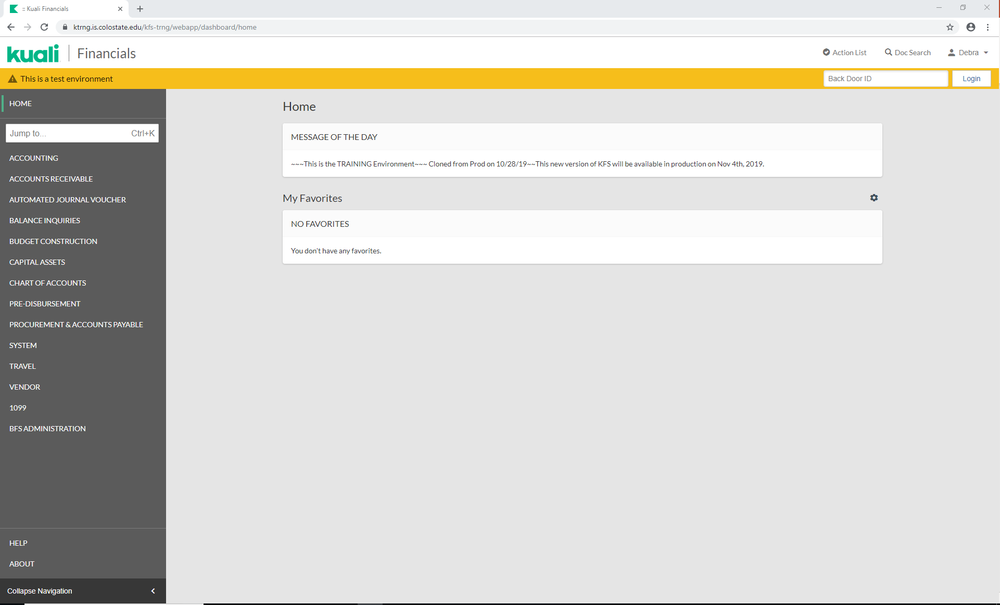 :: Kuali Financials
ktrng.is.colostate.edu/kfs-trng/webapp/dashboard/home
kuali Financials
Action List
Doc Search
Debra
This is a test environment
Back Door ID
Login
HOME
Jump to... Ctrl+K
ACCOUNTING
ACCOUNTS RECEIVABLE
AUTOMATED JOURNAL VOUCHER
BALANCE INQUIRIES
BUDGET CONSTRUCTION
CAPITAL ASSETS
CHART OF ACCOUNTS
PRE-DISBURSEMENT
PROCUREMENT & ACCOUNTS PAYABLE
SYSTEM
TRAVEL
VENDOR
1099
BFS ADMINISTRATION
HELP
ABOUT
Collapse Navigation
Home
MESSAGE OF THE DAY
~~~This is the TRAINING Environment~~~ Cloned from Prod on 10/28/19~~This new version of KFS will be available in production on Nov 4th, 2019.
My Favorites
NO FAVORITES
You don't have any favorites.